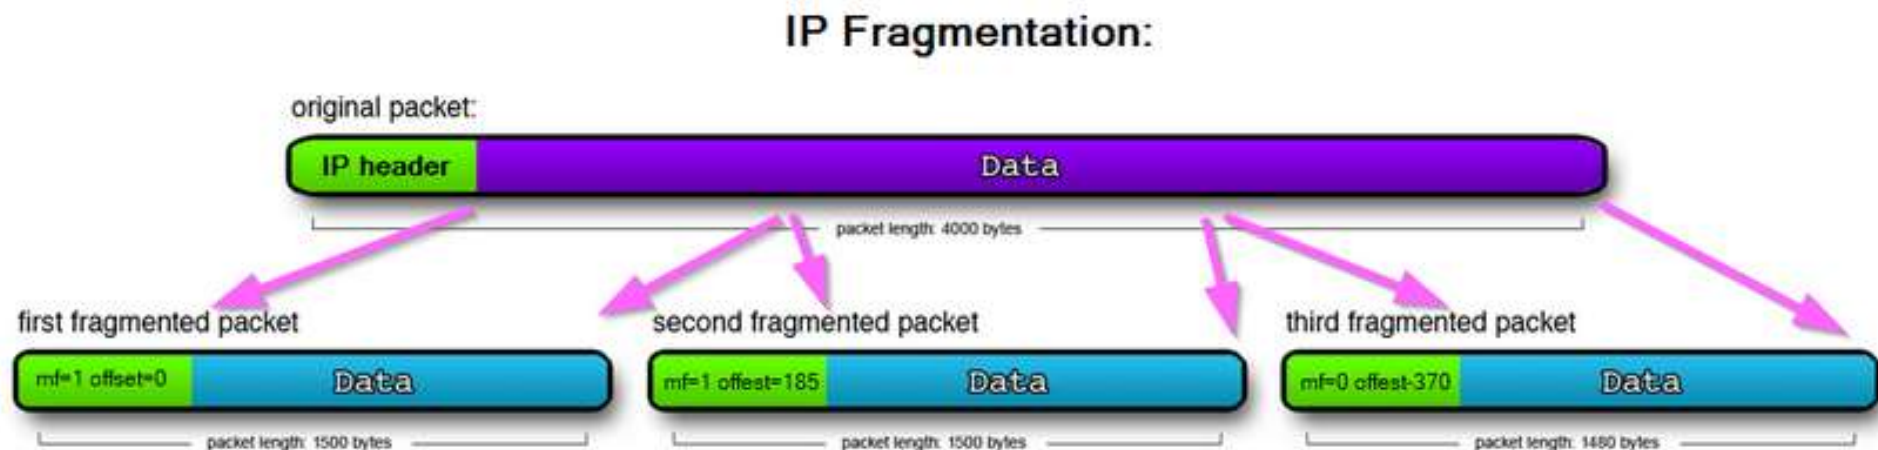 IP Fragmentation:
original packet:
IP header
Data
packet length: 4000 bytes
first fragmented packet
second fragmented packet
third fragmented packet
mf=1 offset=0
Data
mf=1 offest=185
Data
mf=0 offest-370
Data
packet length: 1500 bytes
packet length: 1500 bytes
packet length: 1480 bytes